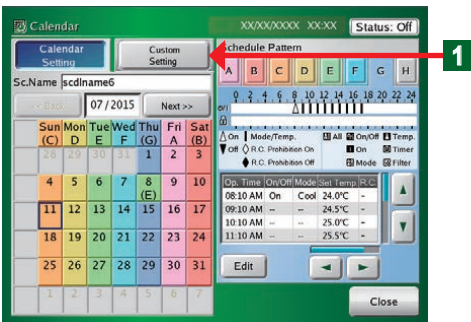 Calendar
XX/XX/XXXX XX:XX
Status: Off
Calendar Setting
Custom Setting
1
Sc.Name scdlname6
<< Back 07 / 2015 Next >>
Sun Mon Tue Wed Thu Fri Sat
(C) D E F (G) A (B)
28 29 30 31 1 2 3
4 5 6 7 8 9 10
(E)
11 12 13 14 15 16 17
18 19 20 21 22 23 24
25 26 27 28 29 30 31
1 2 3 4 5 6 7
Schedule Pattern
A B C D E F G H
0 2 4 6 8 10 12 14 16 18 20 22 24
On Mode/Temp. All On/Off Temp.
Off R.C. Prohibition On On Timer
R.C. Prohibition Off Mode Filter
Op. Time On/Off Mode Set Temp. R.C.
08:10 AM On Cool 24.0°C -
09:10 AM -- -- 24.5°C -
10:10 AM -- -- 25.0°C -
11:10 AM -- -- 25.5°C -
Edit
Close